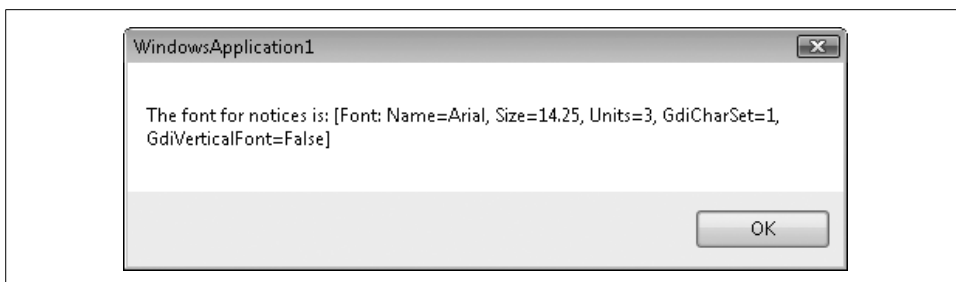 WindowsApplication1
The font for notices is: [Font: Name=Arial, Size=14.25, Units=3, GdiCharSet=1,
GdiVerticalFont=False]
OK